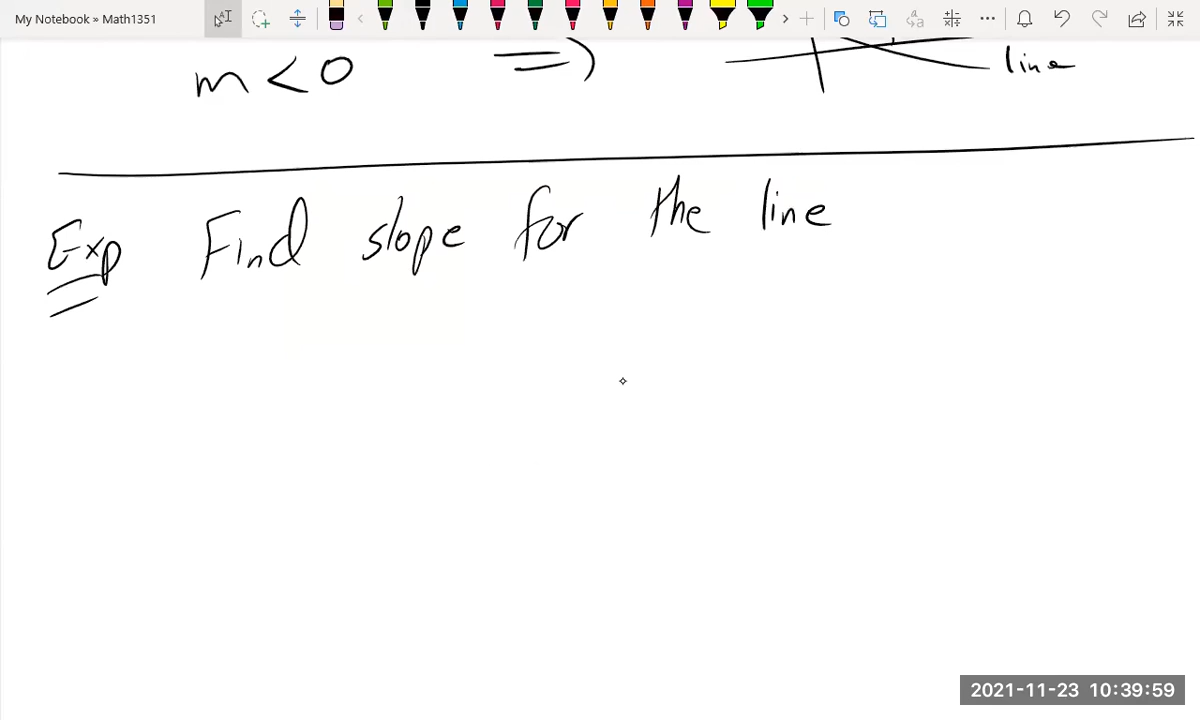 My Notebook » Math1351
m < 0 => line
Exp Find slope for the line
2021-11-23 10:39:59